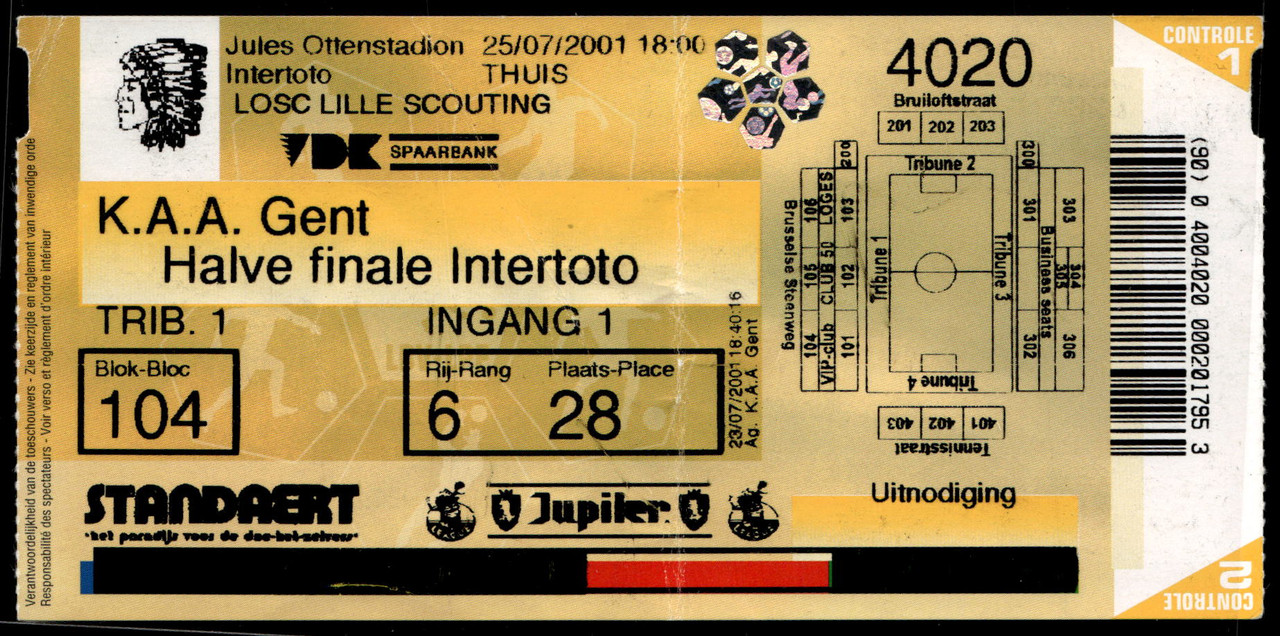 Jules Ottenstadion 25/07/2001 18:00
Intertoto THUIS
LOSC LILLE SCOUTING
VDK SPAARBANK
K.A.A. Gent
Halve finale Intertoto
TRIB. 1 INGANG 1
Blok-Bloc Rij-Rang Plaats-Place
104 6 28
23/07/2001 18:40:16
Ag. K.A.A Gent
STANDAERT
"het paradijs voor de doe-het-zelver"
Jupiler
4020
Bruiloftstraat
201 202 203
Tribune 2
200
300
Brusselse Steenweg
106 LOGES 103
105 CLUB 50 102
104 VIP-club 101
Tribune 1
Tribune 3
301 Business seats 303
304
305
302 306
Tribune 4
403 402 401
Tennisstraat
Uitnodiging
CONTROLE
1
(90) 0 4004020 0002201795 3
CONTROLE
2
Verantwoordelijkheid van de toeschouwers - Zie keerzijde en reglement van inwendige orde
Responsabilité des spectateurs - Voir verso et règlement d'ordre intérieur